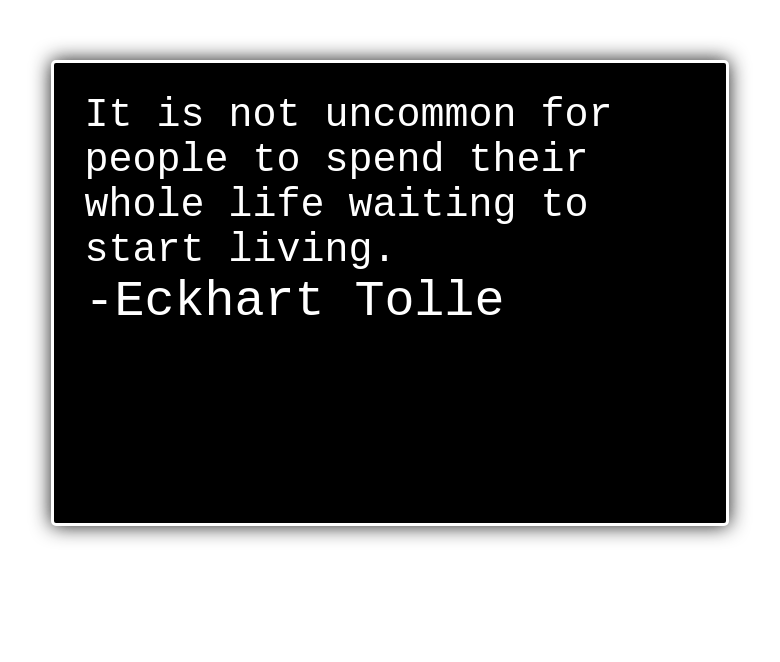 It is not uncommon for
people to spend their
whole life waiting to
start living.
-Eckhart Tolle